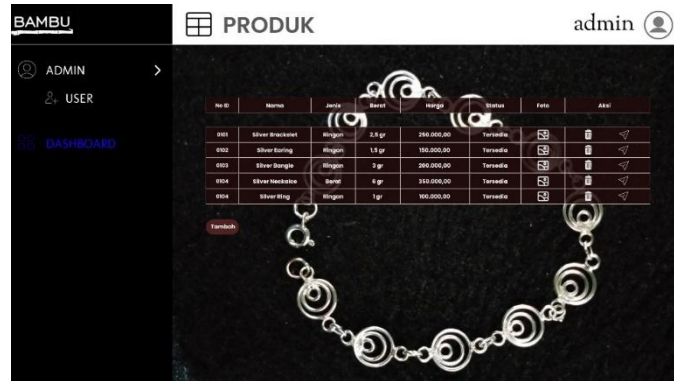 BAMBU
PRODUK
admin
ADMIN >
USER
DASHBOARD
No ID Nama Jenis Berat Harga Status Foto Aksi
0101 Silver Brackelet Ringan 2,5 gr 250.000,00 Tersedia
0102 Silver Earing Ringan 1,5 gr 150.000,00 Tersedia
0103 Silver Bangle Ringan 3 gr 200.000,00 Tersedia
0104 Silver Neckalce Berat 6 gr 350.000,00 Tersedia
0104 Silver Ring Ringan 1 gr 100.000,00 Tersedia
Tambah